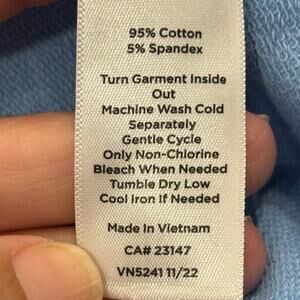 95% Cotton
5% Spandex
Turn Garment Inside
Out
Machine Wash Cold
Separately
Gentle Cycle
Only Non-Chlorine
Bleach When Needed
Tumble Dry Low
Cool Iron If Needed
Made In Vietnam
CA# 23147
VN5241 11/22